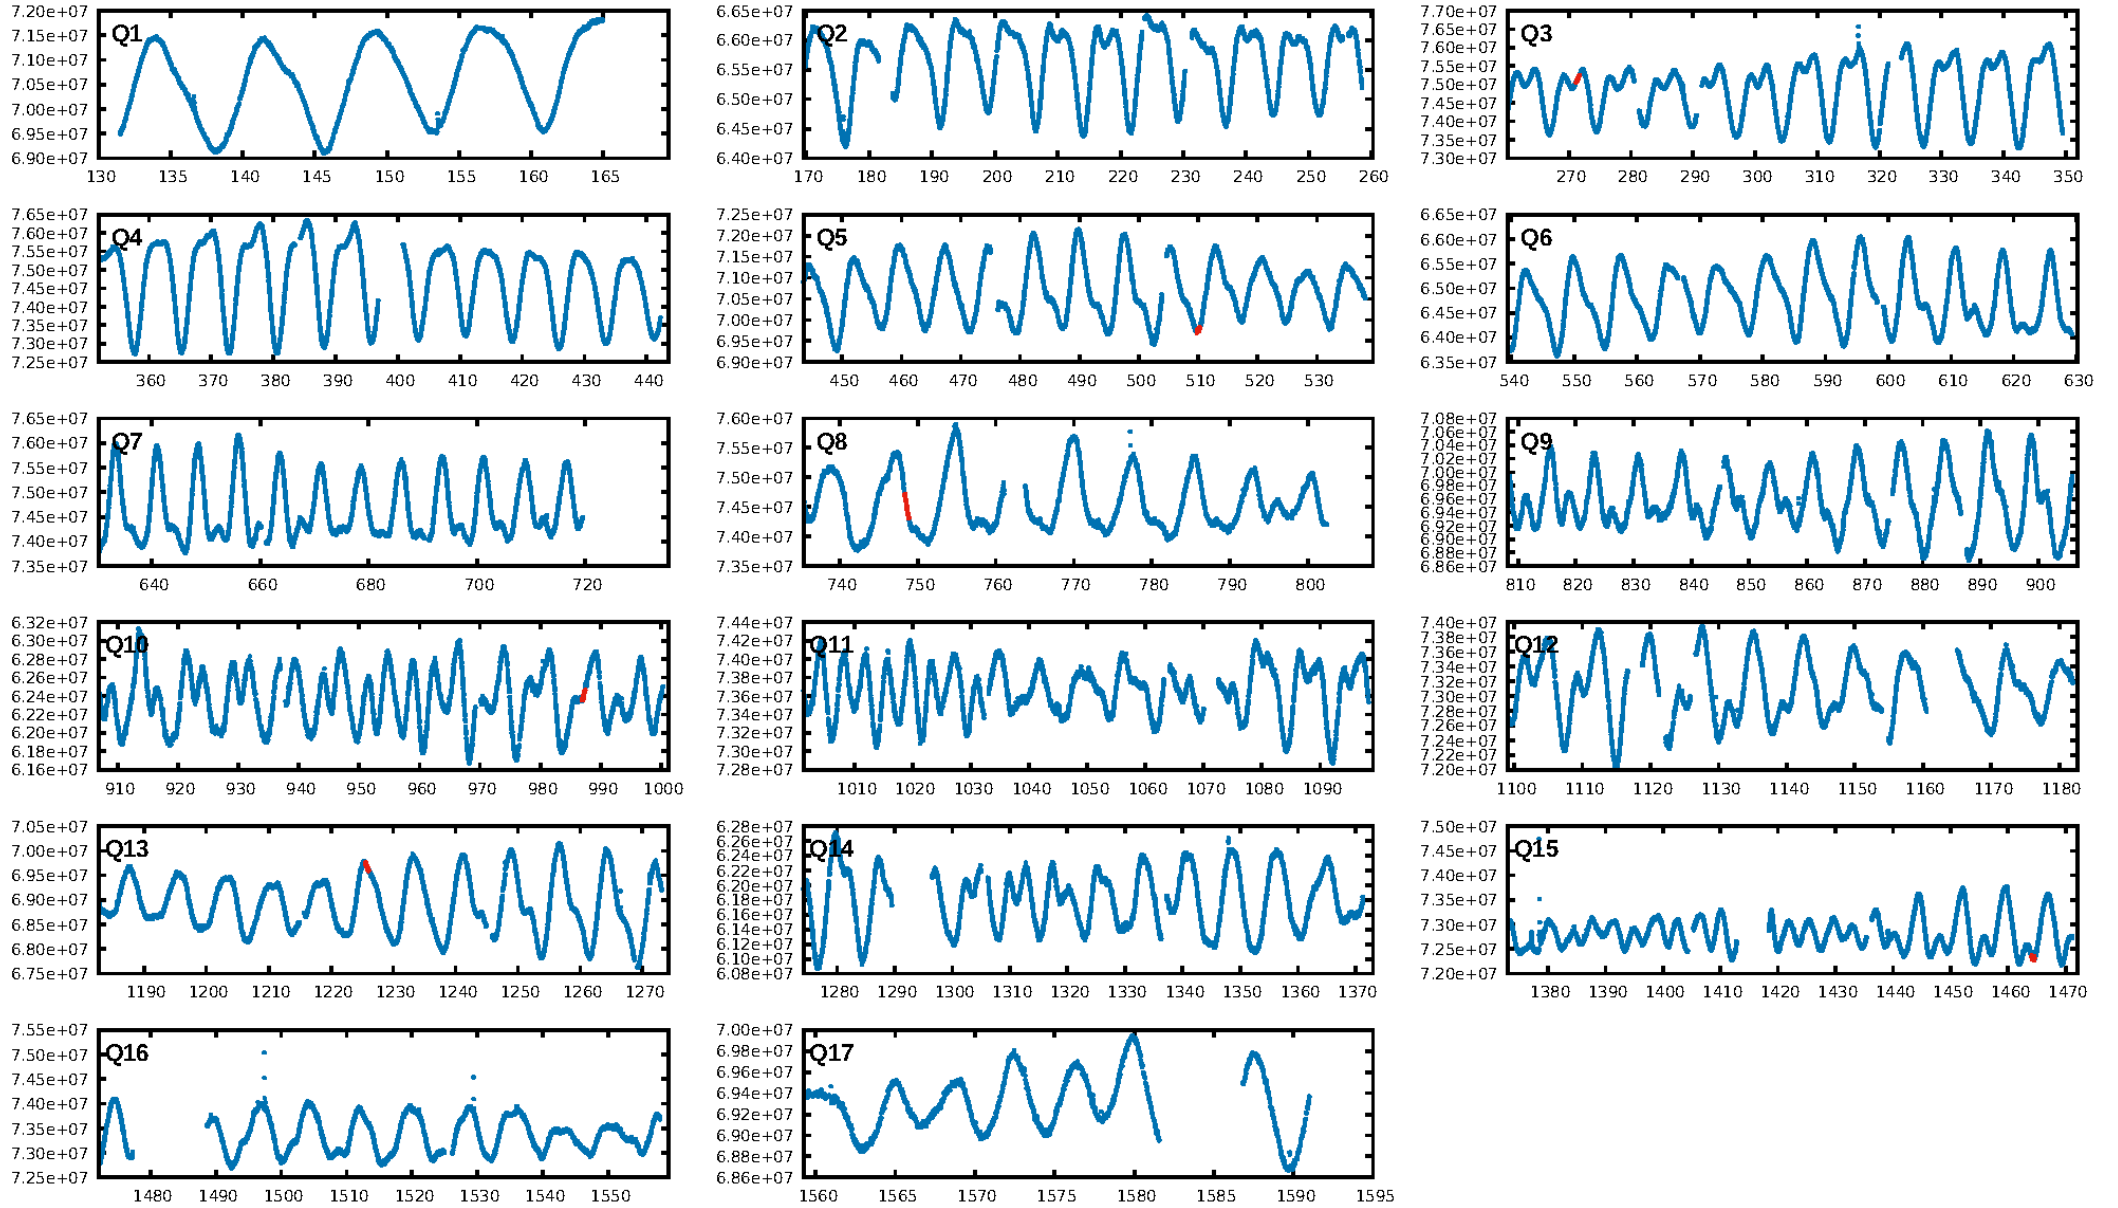 7.20e+07
7.15e+07
7.10e+07
7.05e+07
7.00e+07
6.95e+07
6.90e+07
Q1
130 135 140 145 150 155 160 165
6.65e+07
6.60e+07
6.55e+07
6.50e+07
6.45e+07
6.40e+07
Q2
170 180 190 200 210 220 230 240 250 260
7.70e+07
7.65e+07
7.60e+07
7.55e+07
7.50e+07
7.45e+07
7.40e+07
7.35e+07
7.30e+07
Q3
270 280 290 300 310 320 330 340 350
7.65e+07
7.60e+07
7.55e+07
7.50e+07
7.45e+07
7.40e+07
7.35e+07
7.30e+07
7.25e+07
Q4
360 370 380 390 400 410 420 430 440
7.25e+07
7.20e+07
7.15e+07
7.10e+07
7.05e+07
7.00e+07
6.95e+07
6.90e+07
Q5
450 460 470 480 490 500 510 520 530
6.65e+07
6.60e+07
6.55e+07
6.50e+07
6.45e+07
6.40e+07
6.35e+07
Q6
540 550 560 570 580 590 600 610 620 630
7.65e+07
7.60e+07
7.55e+07
7.50e+07
7.45e+07
7.40e+07
7.35e+07
Q7
640 660 680 700 720
7.60e+07
7.55e+07
7.50e+07
7.45e+07
7.40e+07
7.35e+07
Q8
740 750 760 770 780 790 800
7.08e+07
7.06e+07
7.04e+07
7.02e+07
7.00e+07
6.98e+07
6.96e+07
6.94e+07
6.92e+07
6.90e+07
6.88e+07
6.86e+07
Q9
810 820 830 840 850 860 870 880 890 900
6.32e+07
6.30e+07
6.28e+07
6.26e+07
6.24e+07
6.22e+07
6.20e+07
6.18e+07
6.16e+07
Q10
910 920 930 940 950 960 970 980 990 1000
7.44e+07
7.42e+07
7.40e+07
7.38e+07
7.36e+07
7.34e+07
7.32e+07
7.30e+07
7.28e+07
Q11
1010 1020 1030 1040 1050 1060 1070 1080 1090
7.40e+07
7.38e+07
7.36e+07
7.34e+07
7.32e+07
7.30e+07
7.28e+07
7.26e+07
7.24e+07
7.22e+07
7.20e+07
Q12
1100 1110 1120 1130 1140 1150 1160 1170 1180
7.05e+07
7.00e+07
6.95e+07
6.90e+07
6.85e+07
6.80e+07
6.75e+07
Q13
1190 1200 1210 1220 1230 1240 1250 1260 1270
6.28e+07
6.26e+07
6.24e+07
6.22e+07
6.20e+07
6.18e+07
6.16e+07
6.14e+07
6.12e+07
6.10e+07
6.08e+07
Q14
1280 1290 1300 1310 1320 1330 1340 1350 1360 1370
7.50e+07
7.45e+07
7.40e+07
7.35e+07
7.30e+07
7.25e+07
7.20e+07
Q15
1380 1390 1400 1410 1420 1430 1440 1450 1460 1470
7.55e+07
7.50e+07
7.45e+07
7.40e+07
7.35e+07
7.30e+07
7.25e+07
Q16
1480 1490 1500 1510 1520 1530 1540 1550
7.00e+07
6.98e+07
6.96e+07
6.94e+07
6.92e+07
6.90e+07
6.88e+07
6.86e+07
Q17
1560 1565 1570 1575 1580 1585 1590 1595